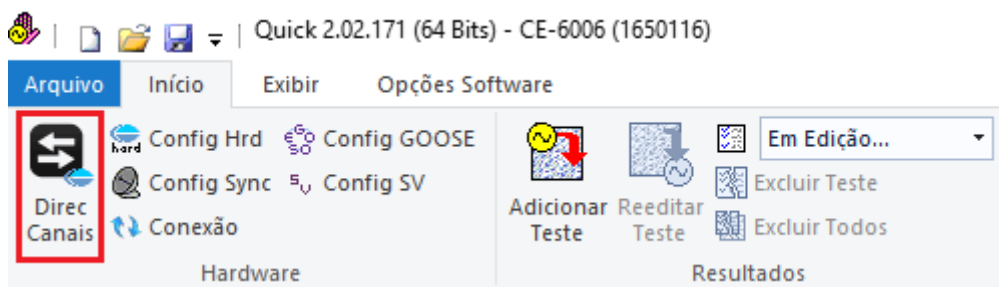 Quick 2.02.171 (64 Bits) - CE-6006 (1650116)
Arquivo Início Exibir Opções Software
hard Config Hrd Config GOOSE
Config Sync Config SV
Conexão
Direc
Canais
Hardware
Adicionar
Teste
Reeditar
Teste
Em Edição...
Excluir Teste
Excluir Todos
Resultados